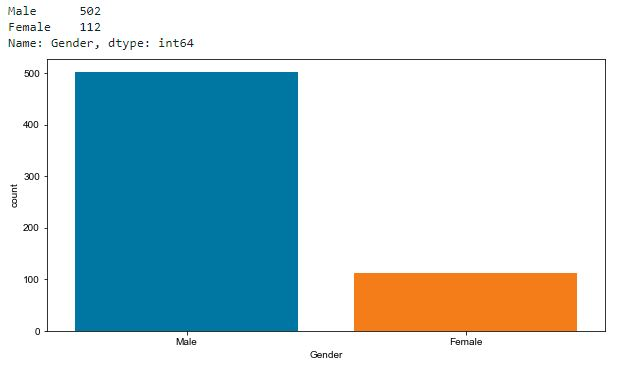 Male 502
Female 112
Name: Gender, dtype: int64
500
400
300
200
100
0
count
Male Female
Gender